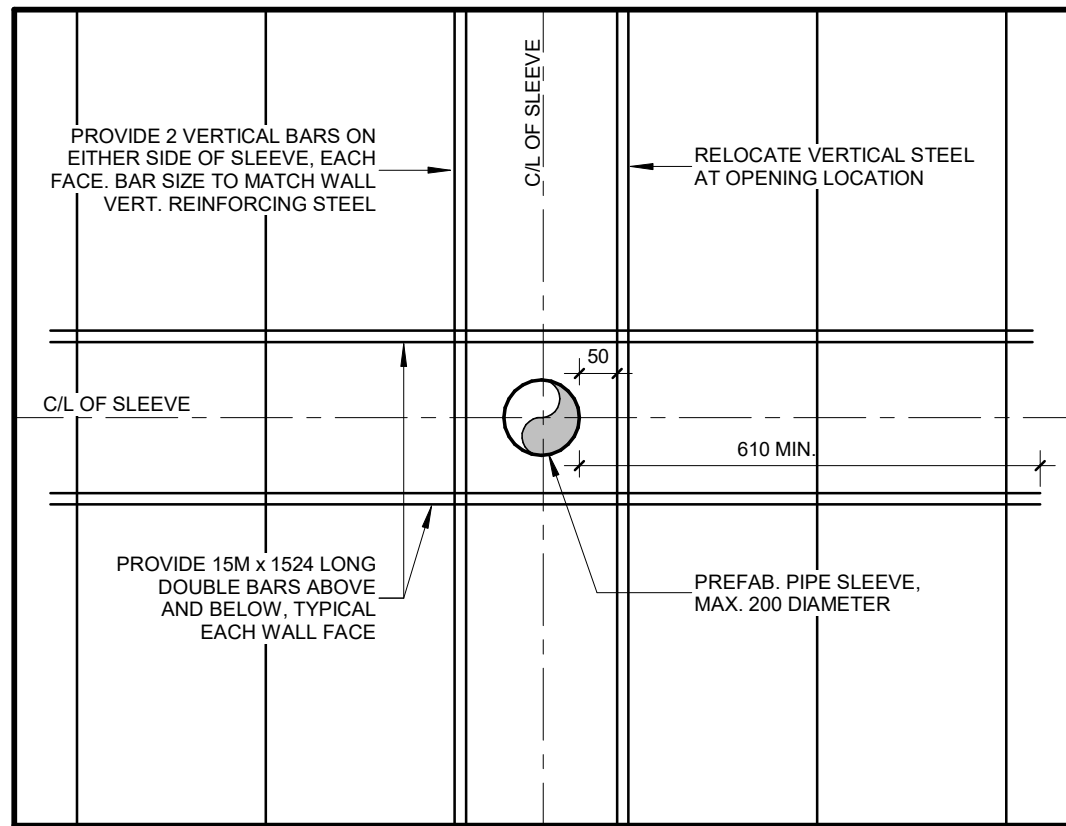 PROVIDE 2 VERTICAL BARS ON
EITHER SIDE OF SLEEVE, EACH
FACE. BAR SIZE TO MATCH WALL
VERT. REINFORCING STEEL
C/L OF SLEEVE
RELOCATE VERTICAL STEEL
AT OPENING LOCATION
50
C/L OF SLEEVE
610 MIN.
PROVIDE 15M x 1524 LONG
DOUBLE BARS ABOVE
AND BELOW, TYPICAL
EACH WALL FACE
PREFAB. PIPE SLEEVE,
MAX. 200 DIAMETER